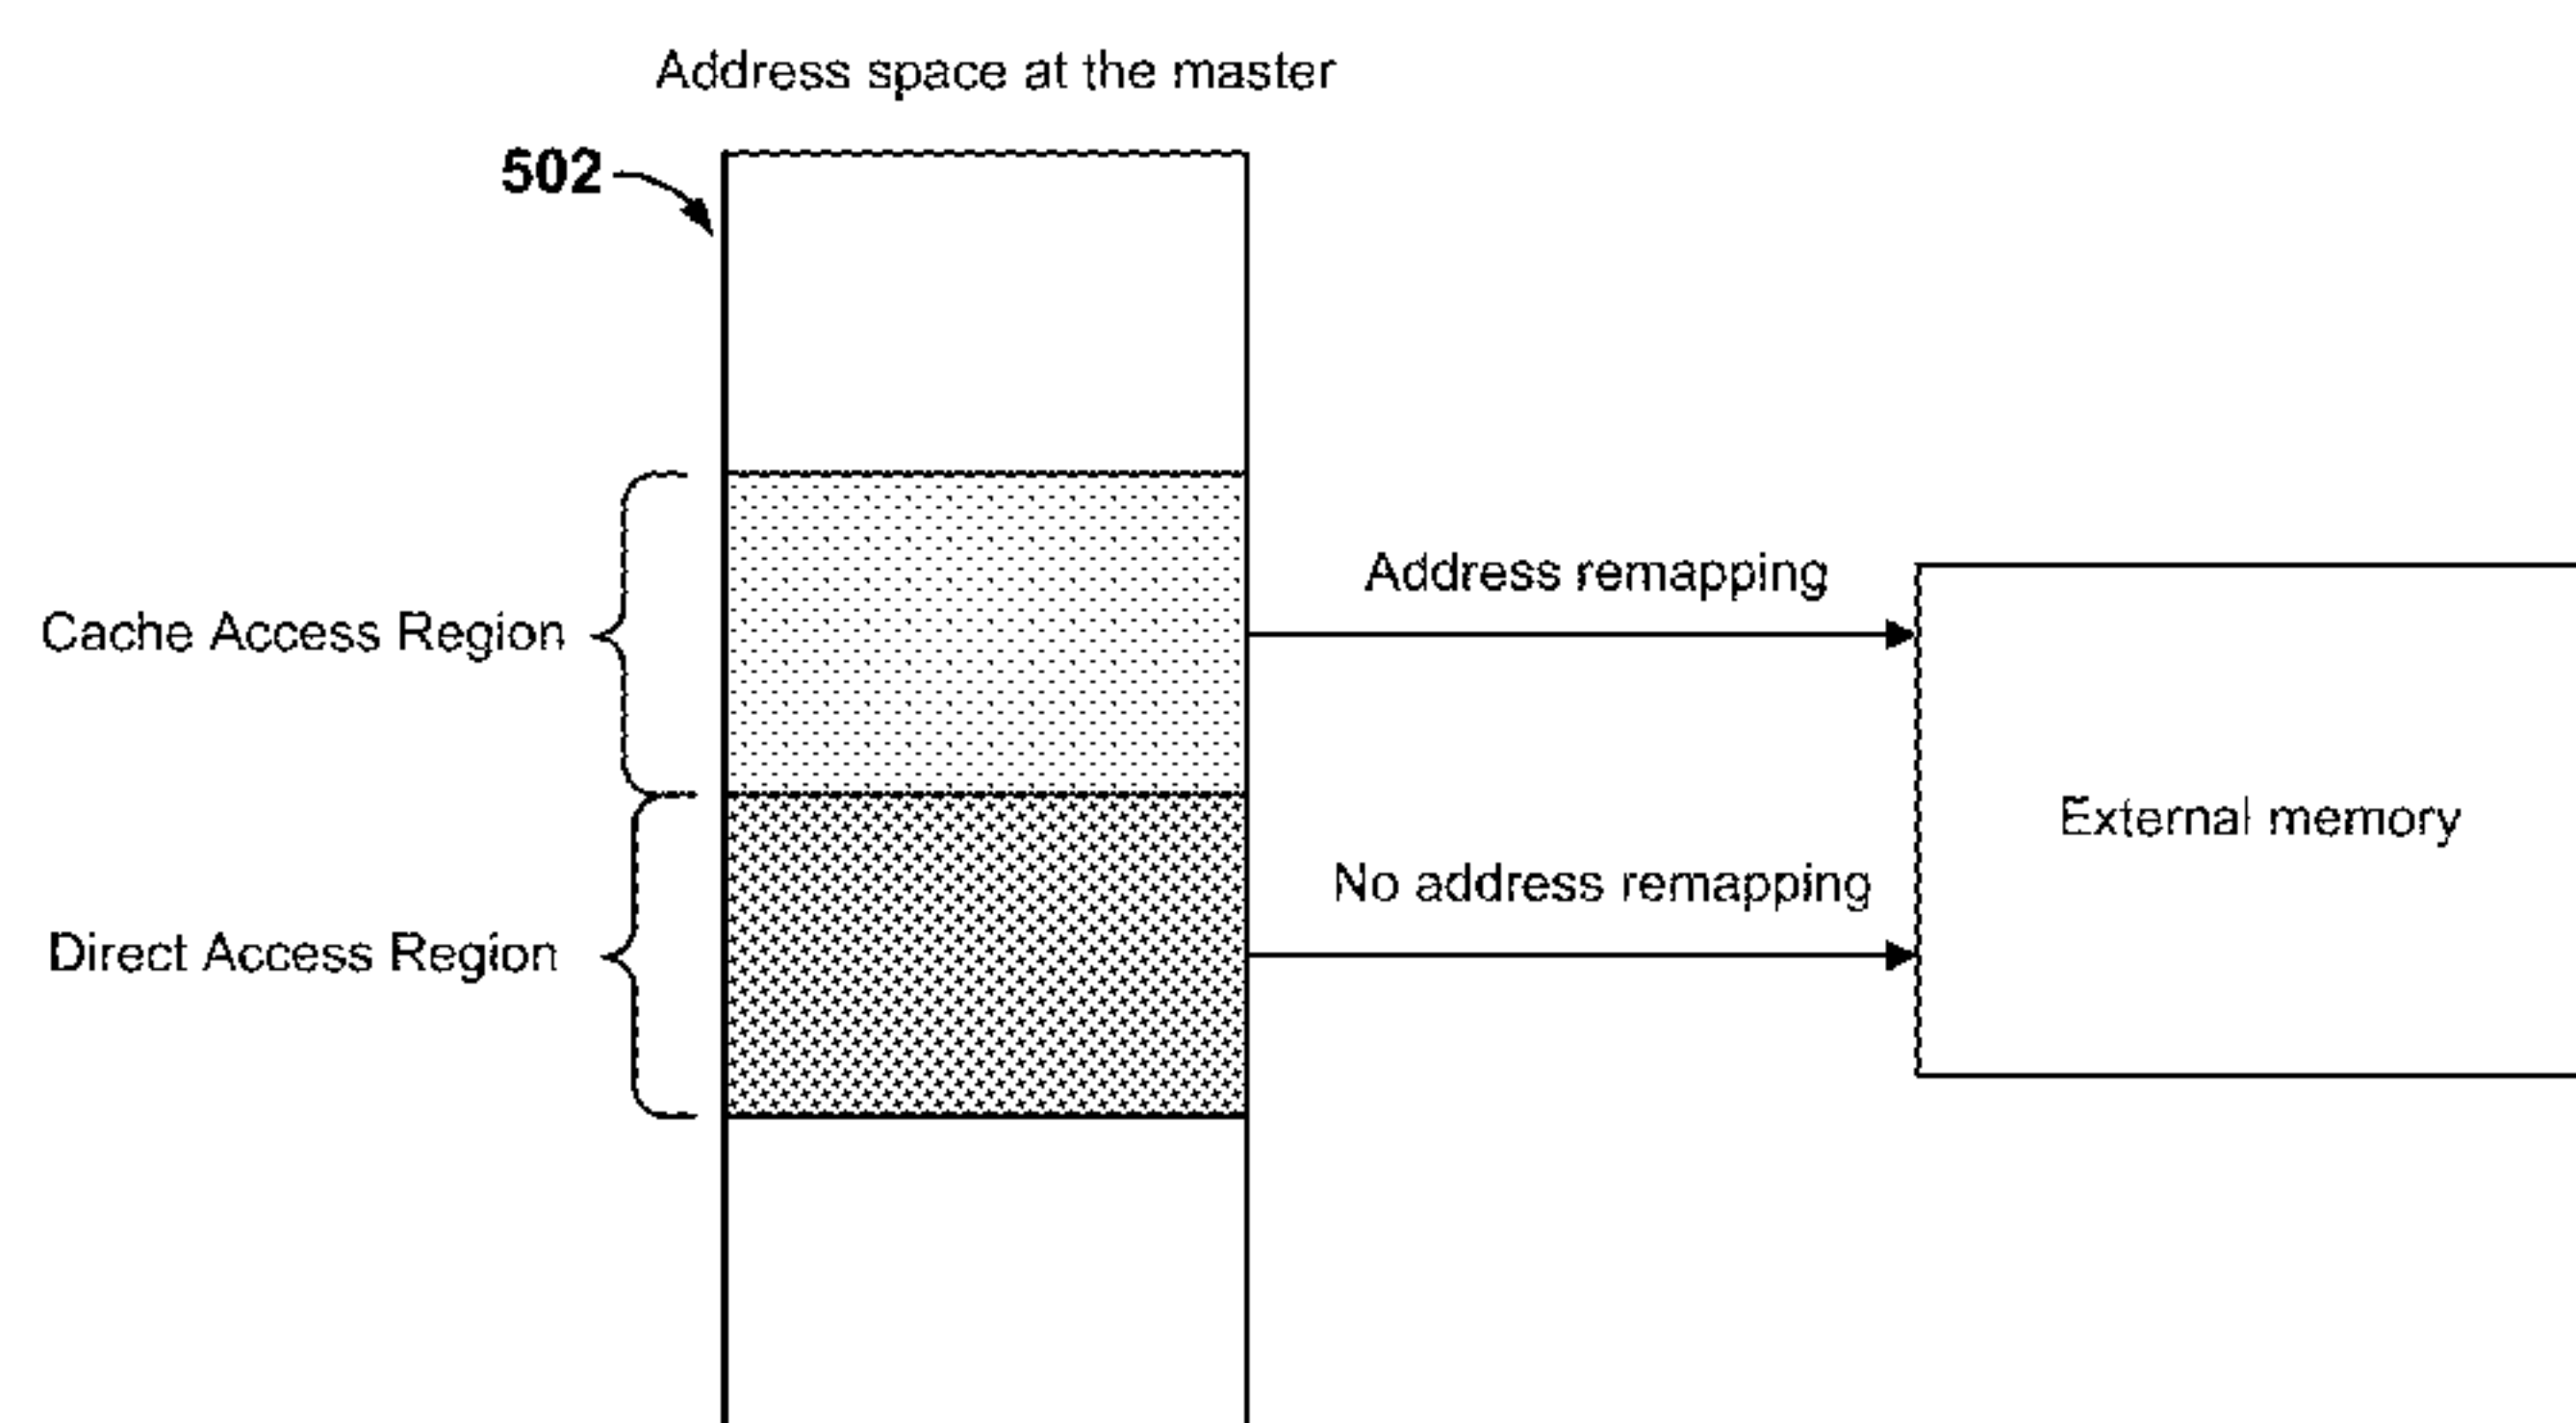 Address space at the master
502
Address remapping
Cache Access Region
External memory
No address remapping
Direct Access Region